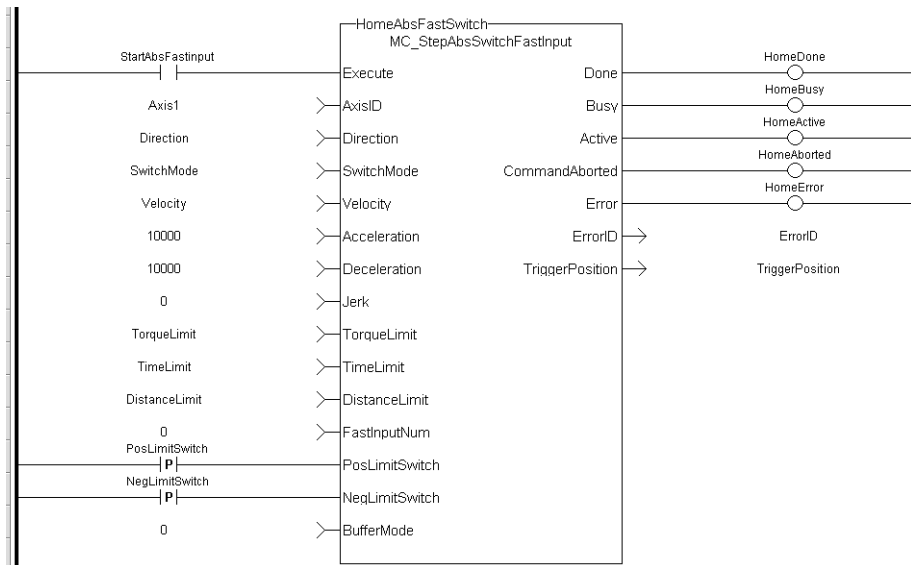 HomeAbsFastSwitch
MC_StepAbsSwitchFastInput
StartAbsFastInput Execute Done HomeDone
Axis1 AxisID Busy HomeBusy
Direction Direction Active HomeActive
SwitchMode SwitchMode CommandAborted HomeAborted
Velocity Velocity Error HomeError
10000 Acceleration ErrorID ErrorID
10000 Deceleration TriggerPosition TriggerPosition
0 Jerk
TorqueLimit TorqueLimit
TimeLimit TimeLimit
DistanceLimit DistanceLimit
0 FastInputNum
PosLimitSwitch P PosLimitSwitch
NegLimitSwitch P NegLimitSwitch
0 BufferMode